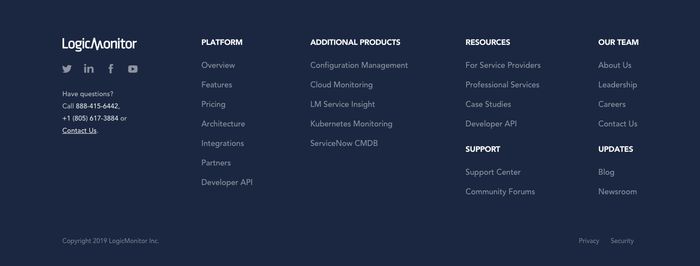 LogicMonitor
Have questions?
Call 888-415-6442,
+1 (805) 617-3884 or
Contact Us.
PLATFORM
Overview
Features
Pricing
Architecture
Integrations
Partners
Developer API
ADDITIONAL PRODUCTS
Configuration Management
Cloud Monitoring
LM Service Insight
Kubernetes Monitoring
ServiceNow CMDB
RESOURCES
For Service Providers
Professional Services
Case Studies
Developer API
SUPPORT
Support Center
Community Forums
OUR TEAM
About Us
Leadership
Careers
Contact Us
UPDATES
Blog
Newsroom
Copyright 2019 LogicMonitor Inc.
Privacy
Security